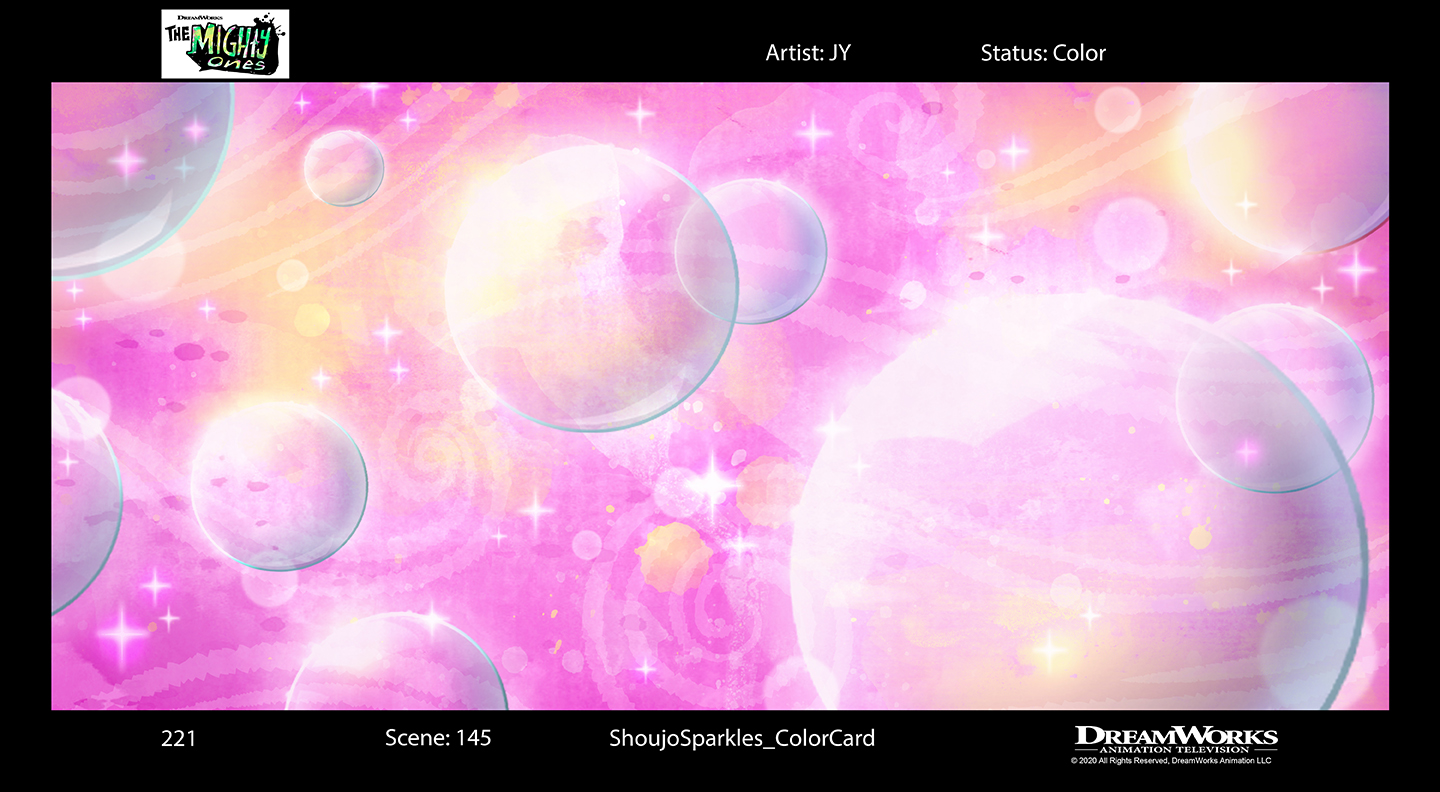 DREAMWORKS
THE MIGHTY ONES
Artist: JY
Status: Color
221
Scene: 145
ShoujoSparkles_ColorCard
DREAMWORKS
ANIMATION TELEVISION
© 2020 All Rights Reserved, DreamWorks Animation LLC